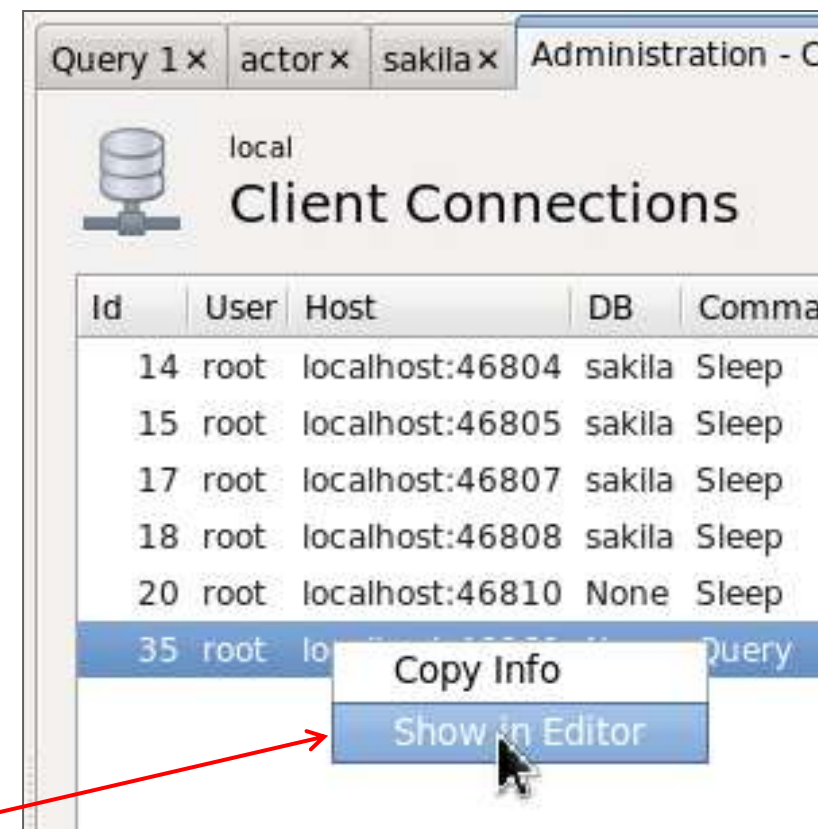 Query 1× actor× sakila× Administration -
local
Client Connections
Id User Host DB
14 root localhost:46804 sakila Sleep
15 root localhost:46805 sakila Sleep
17 root localhost:46807 sakila Sleep
18 root localhost:46808 sakila Sleep
20 root localhost:46810 None Sleep
35 root Query
Copy Info
Show in Editor